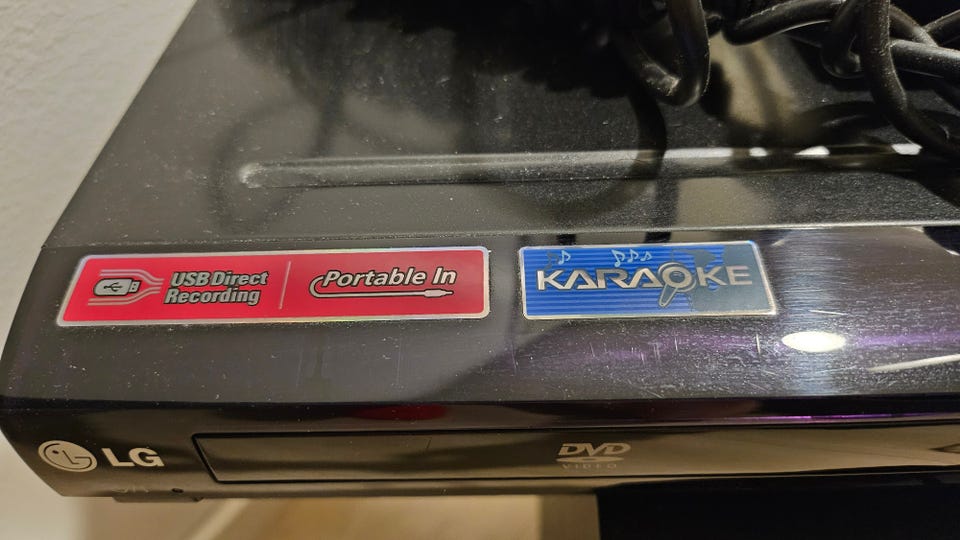 USB Direct
Recording
Portable In
KARAOKE
LG
DVD
VIDEO